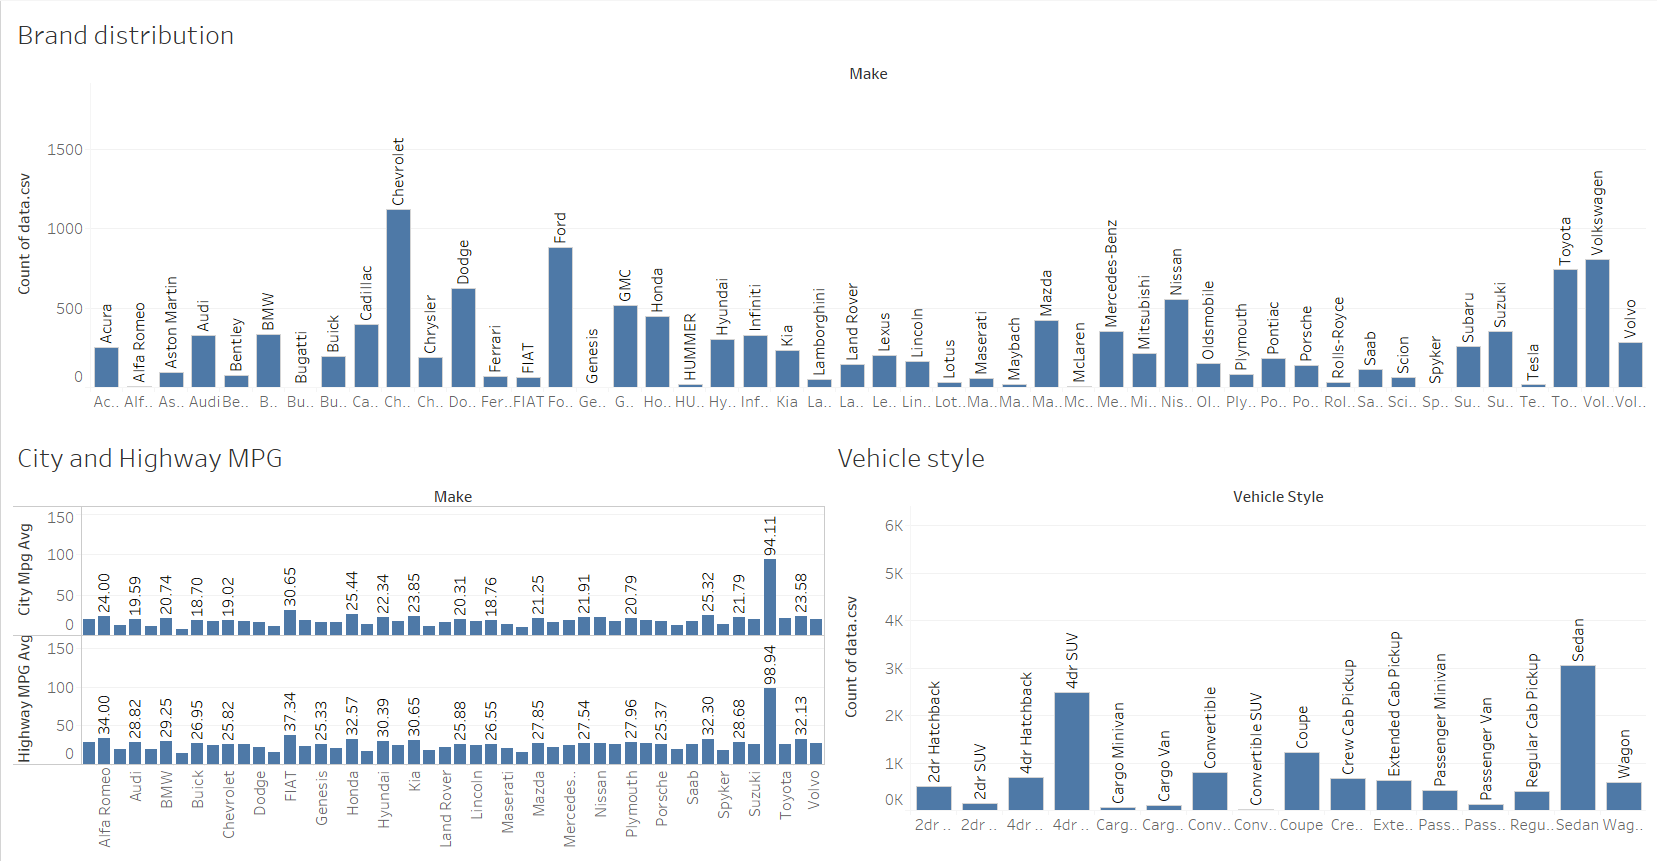 Brand distribution
Make
Count of data.csv
1500
1000
500
0
Acura
Alfa Romeo
Aston Martin
Audi
Bentley
BMW
Bugatti
Buick
Cadillac
Chevrolet
Chrysler
Dodge
Ferrari
FIAT
Ford
Genesis
GMC
Honda
HUMMER
Hyundai
Infiniti
Kia
Lamborghini
Land Rover
Lexus
Lincoln
Lotus
Maserati
Maybach
Mazda
McLaren
Mercedes-Benz
Mitsubishi
Nissan
Oldsmobile
Plymouth
Pontiac
Porsche
Rolls-Royce
Saab
Scion
Spyker
Subaru
Suzuki
Tesla
Toyota
Volkswagen
Volvo
Ac.. Alf.. As.. Audi Be.. B.. Bu.. Bu.. Ca.. Ch.. Ch.. Do.. Fer.. FIAT Fo.. Ge.. G.. Ho.. HU.. Hy.. Inf.. Kia La.. La.. Le.. Lin.. Lot.. Ma.. Ma.. Ma.. Mc.. Me.. Mi.. Nis.. Ol.. Ply.. Po.. Po.. Rol.. Sa.. Sci.. Sp.. Su.. Su.. Te.. To.. Vol.. Vol..
City and Highway MPG
Make
City Mpg Avg
150
100
50
0
24.00
19.59
20.74
18.70
19.02
30.65
25.44
22.34
23.85
20.31
18.76
21.25
21.91
20.79
25.32
21.79
94.11
23.58
Highway MPG Avg
150
100
50
0
34.00
28.82
29.25
26.95
25.82
37.34
25.33
32.57
30.39
30.65
25.88
26.55
27.85
27.54
27.96
25.37
32.30
28.68
98.94
32.13
Alfa Romeo
Audi
BMW
Buick
Chevrolet
Dodge
FIAT
Genesis
Honda
Hyundai
Kia
Land Rover
Lincoln
Maserati
Mazda
Mercedes..
Nissan
Plymouth
Porsche
Saab
Spyker
Suzuki
Toyota
Volvo
Vehicle style
Vehicle Style
Count of data.csv
6K
5K
4K
3K
2K
1K
0K
2dr Hatchback
2dr SUV
4dr Hatchback
4dr SUV
Cargo Minivan
Cargo Van
Convertible
Convertible SUV
Coupe
Crew Cab Pickup
Extended Cab Pickup
Passenger Minivan
Passenger Van
Regular Cab Pickup
Sedan
Wagon
2dr .. 2dr .. 4dr .. 4dr .. Carg.. Carg.. Conv.. Conv.. Coupe Cre.. Exte.. Pass.. Pass.. Regu.. Sedan Wag..